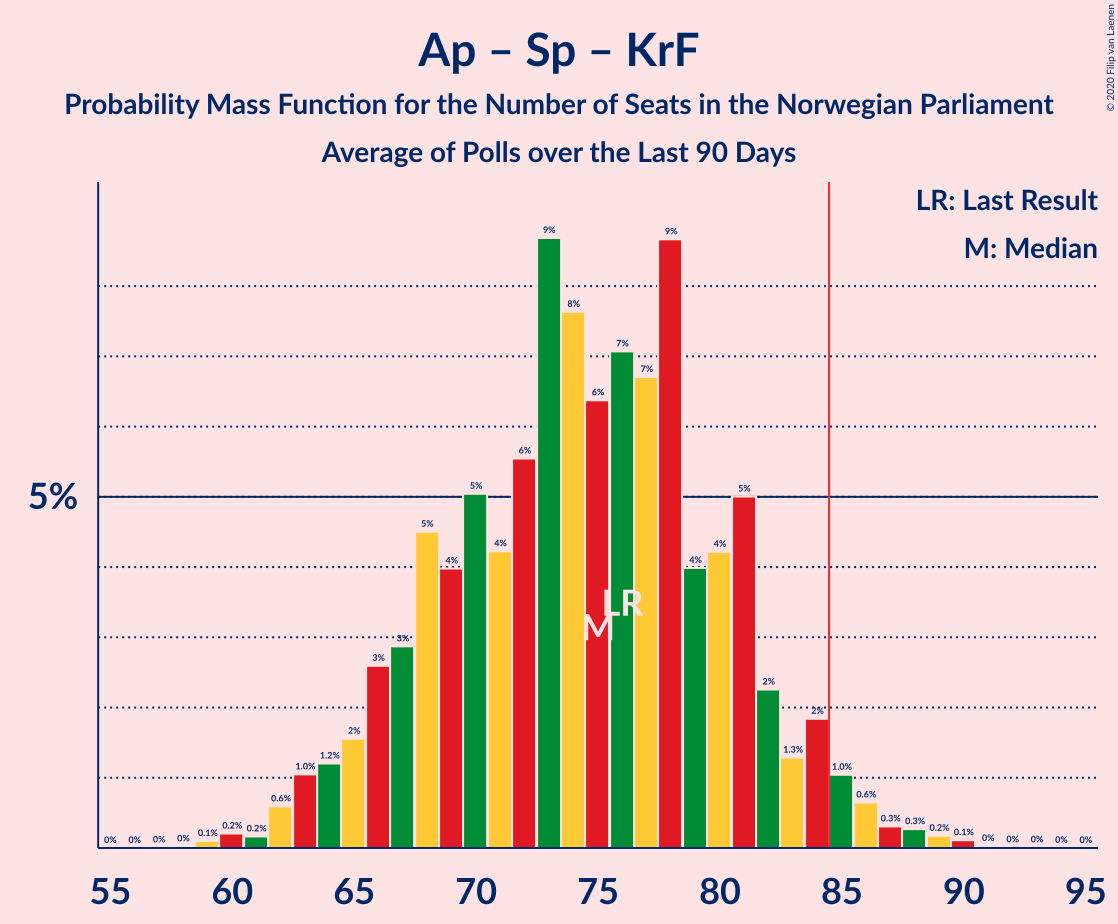 Ap – Sp – KrF
Probability Mass Function for the Number of Seats in the Norwegian Parliament
Average of Polls over the Last 90 Days
© 2020 Filip van Laenen
LR: Last Result
M: Median
5%
0% 0% 0% 0% 0.1% 0.2% 0.2% 0.6% 1.0% 1.2% 2% 3% 3% 5% 4% 5% 4% 6% 9% 8% 6% 7% 7% 9% 4% 4% 5% 2% 1.3% 2% 1.0% 0.6% 0.3% 0.3% 0.2% 0.1% 0% 0% 0% 0% 0%
LR
M
55 60 65 70 75 80 85 90 95